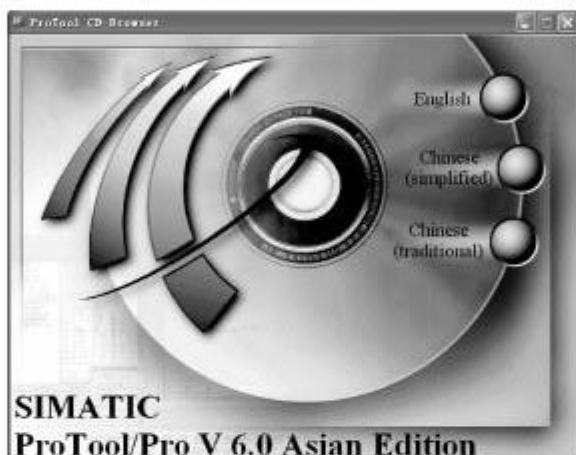 ProTool CD-Browser
English
Chinese
(simplified)
Chinese
(traditional)
SIMATIC
ProTool/Pro V 6.0 Asian Edition